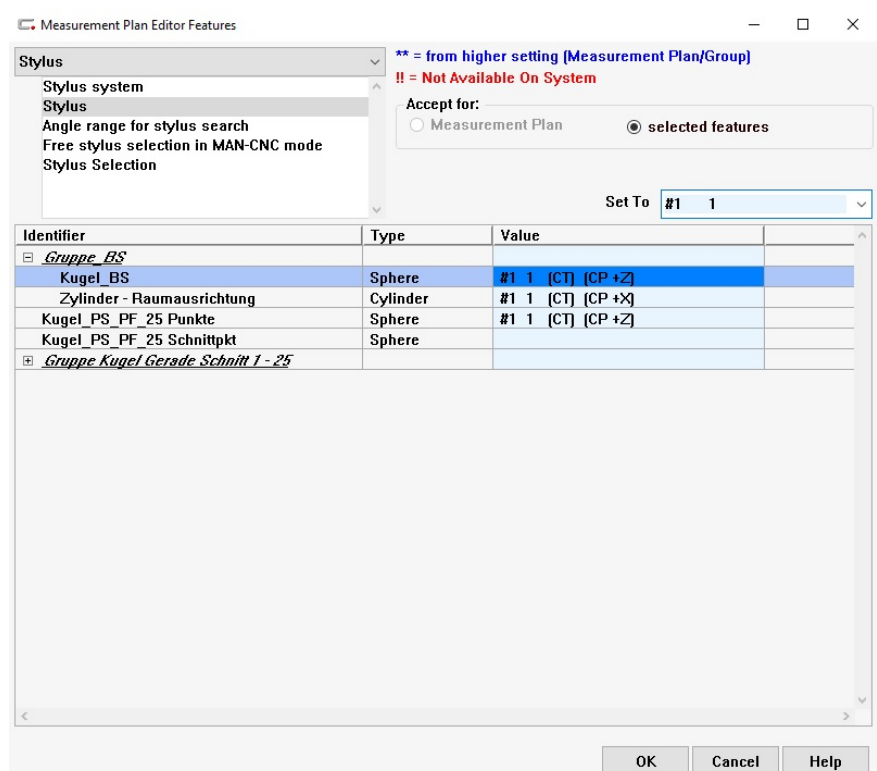 Measurement Plan Editor Features
Stylus
** = from higher setting (Measurement Plan/Group)
!! = Not Available On System
Stylus system
Stylus
Angle range for stylus search
Free stylus selection in MAN-CNC mode
Stylus Selection
Accept for:
Measurement Plan selected features
Set To #1 1
Identifier Type Value
Gruppe_BS
Kugel_BS Sphere #1 1 (CT) (CP +Z)
Zylinder - Raumausrichtung Cylinder #1 1 (CT) (CP +X)
Kugel_PS_PF_25 Punkte Sphere #1 1 (CT) (CP +Z)
Kugel_PS_PF_25 Schnittpkt Sphere
Gruppe Kugel Gerade Schnitt 1 - 25
OK Cancel Help